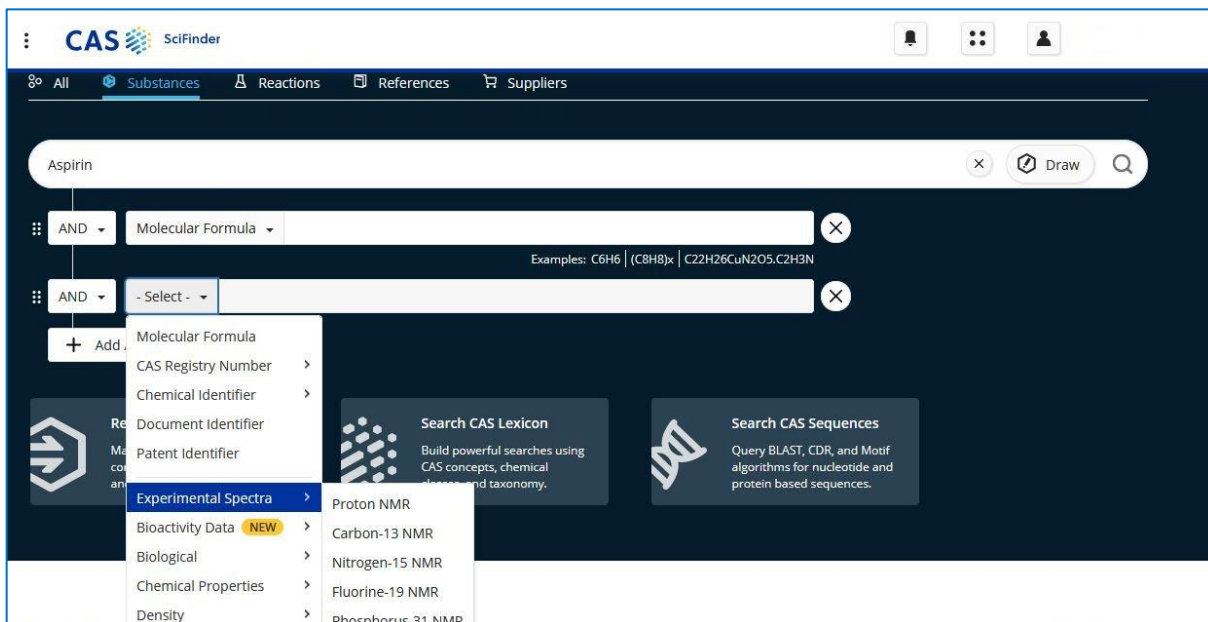 CAS SciFinder
All Substances Reactions References Suppliers
Aspirin
Draw
AND Molecular Formula
Examples: C6H6 | (C8H8)x | C22H26CuN2O5.C2H3N
AND - Select -
Molecular Formula
+ Add
CAS Registry Number
Chemical Identifier
Document Identifier
Patent Identifier
Experimental Spectra
Bioactivity Data NEW
Biological
Chemical Properties
Density
Proton NMR
Carbon-13 NMR
Nitrogen-15 NMR
Fluorine-19 NMR
Phosphorus-31 NMR
Search CAS Lexicon
Build powerful searches using
CAS concepts, chemical
and taxonomy.
Search CAS Sequences
Query BLAST, CDR, and Motif
algorithms for nucleotide and
protein based sequences.